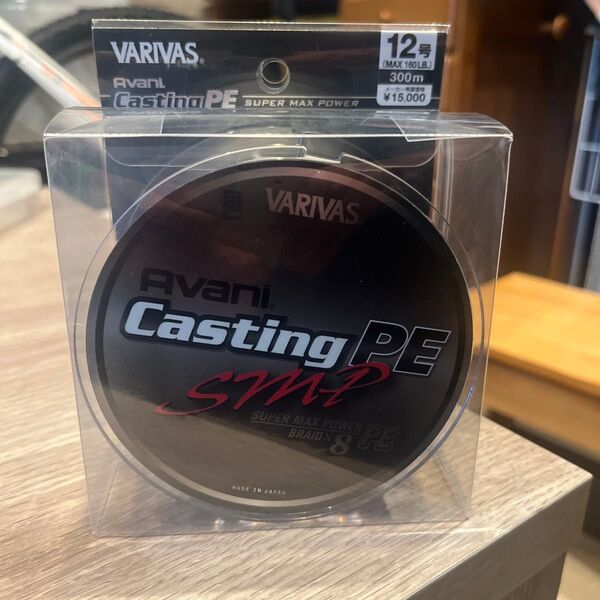 VARIVAS®
12号
(MAX 160LB.)
300m
メーカー希望価格
¥15,000
Avani
Casting PE SUPER MAX POWER
VARIVAS®
Avani
Casting PE
SMP
SUPER MAX POWER PE
BRAID×8
MADE IN JAPAN